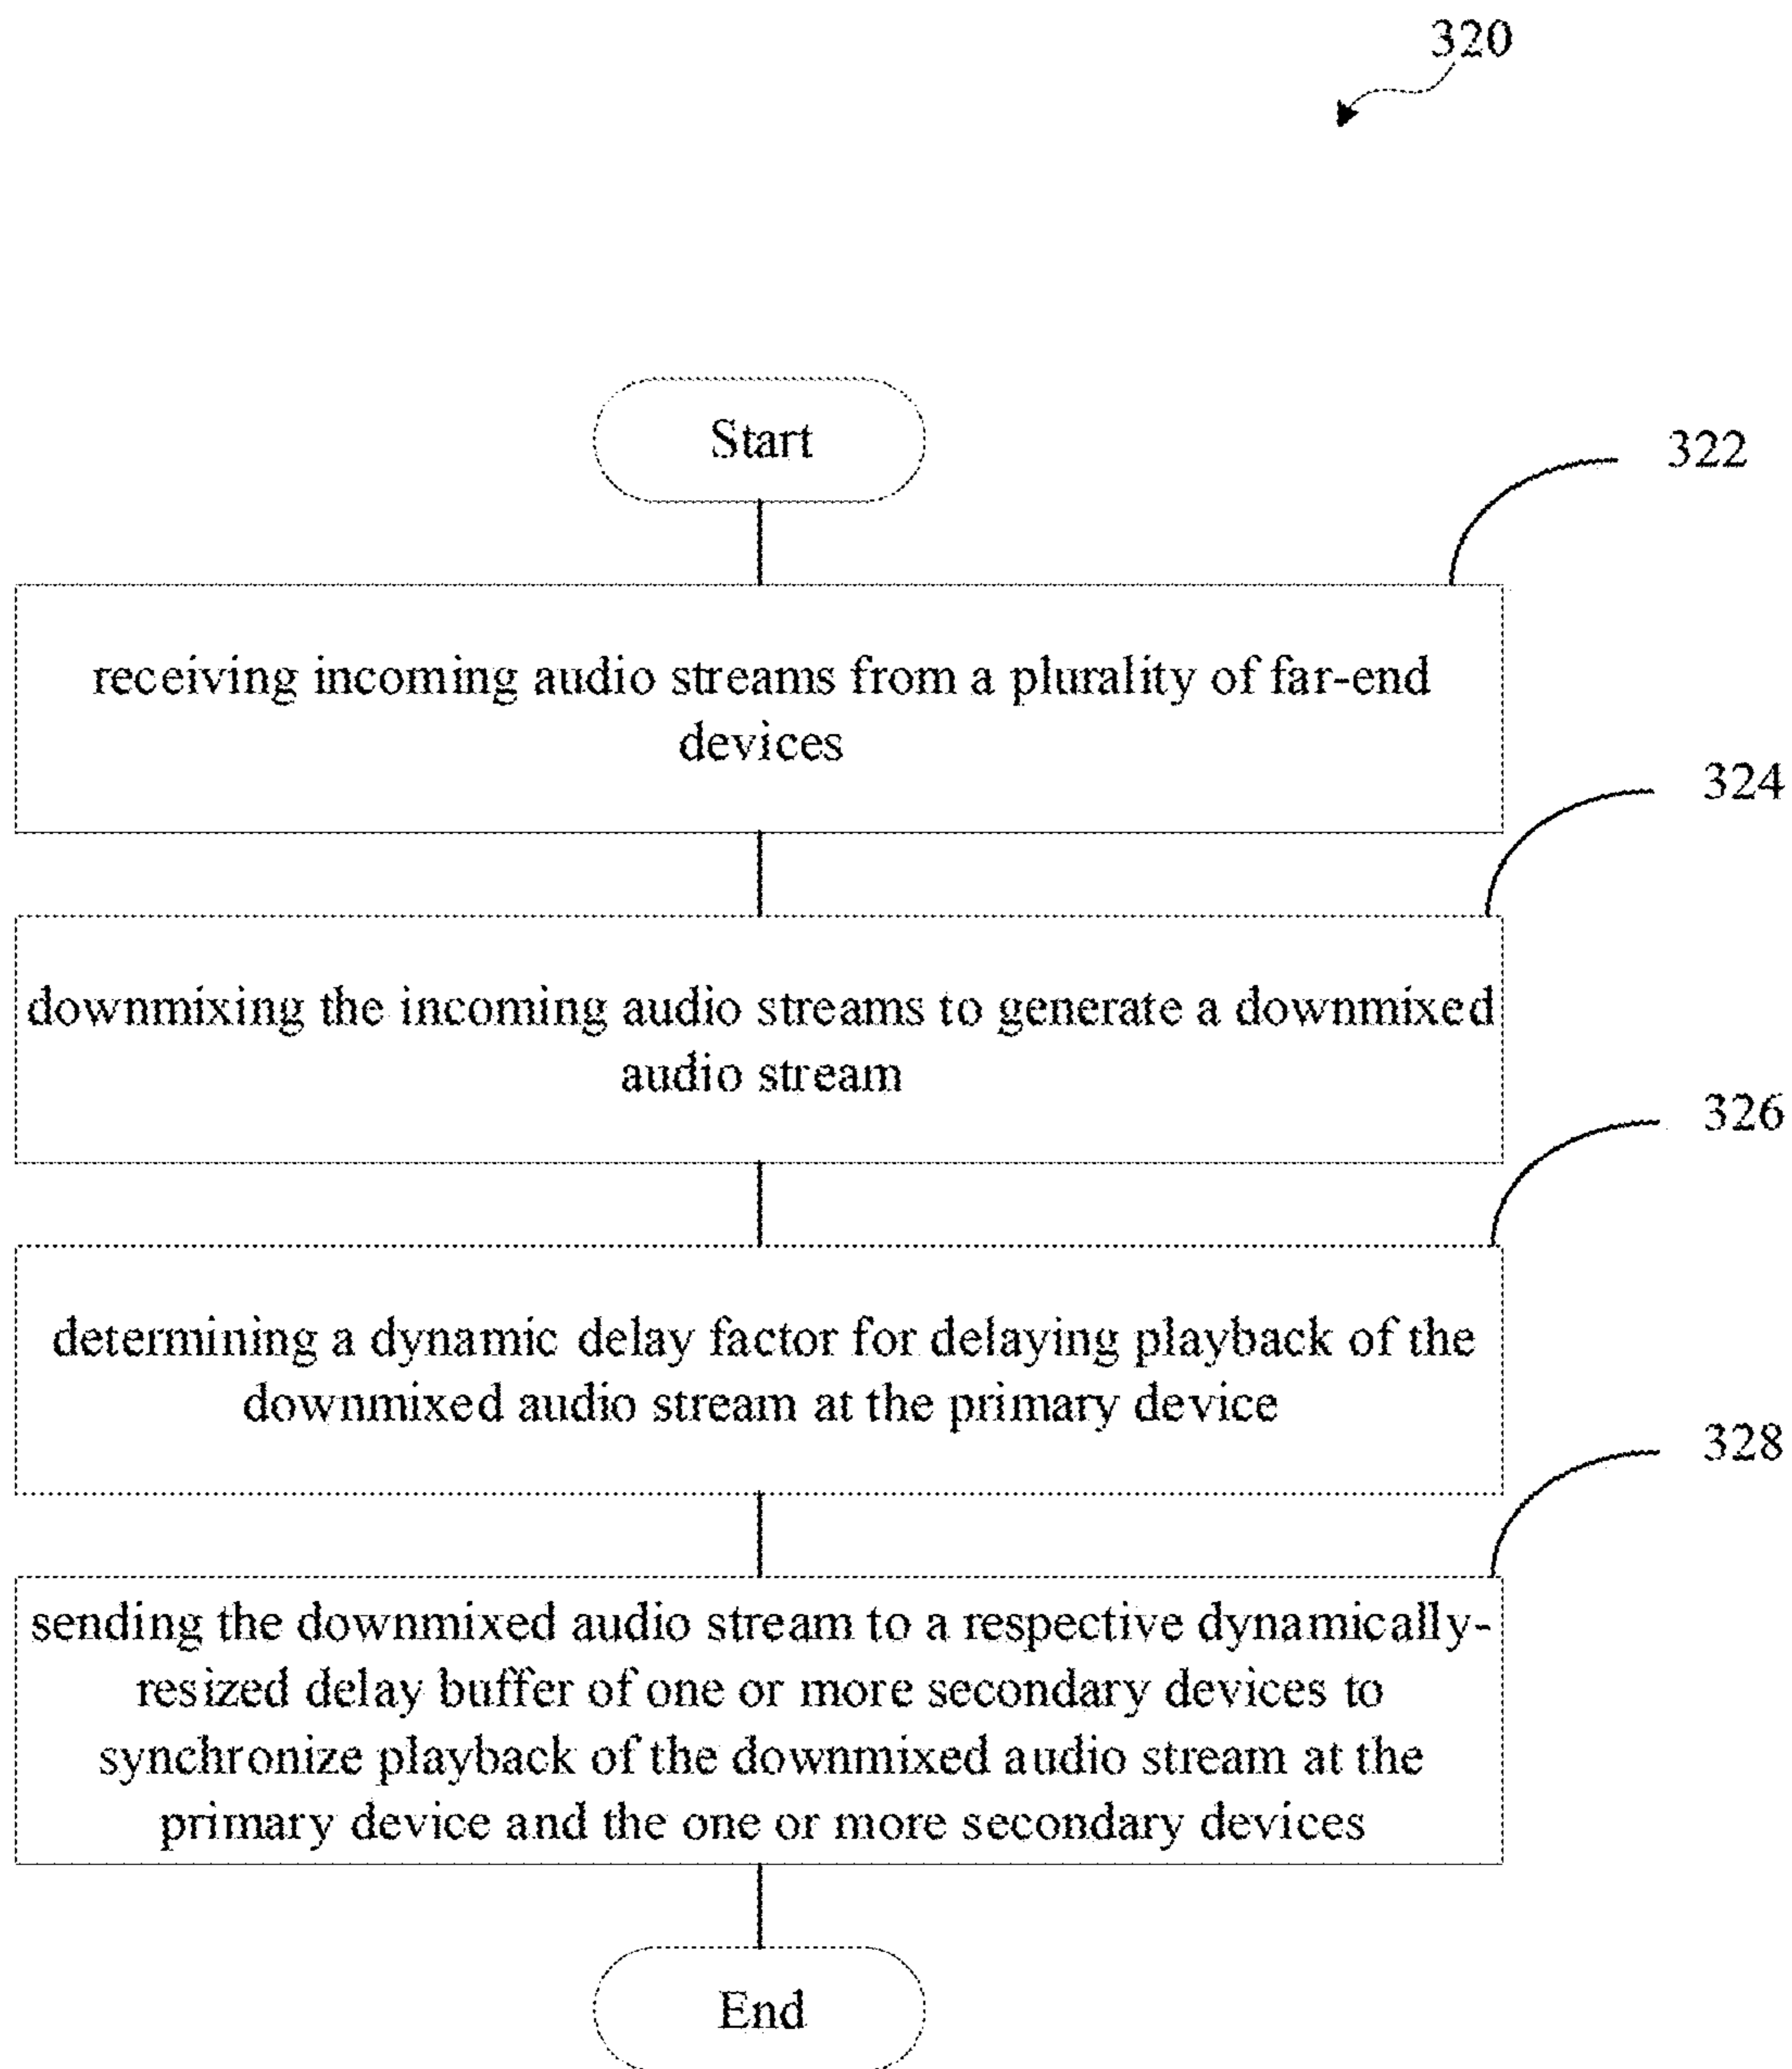 320
Start
322
receiving incoming audio streams from a plurality of far-end
devices
324
downmixing the incoming audio streams to generate a downmixed
audio stream
326
determining a dynamic delay factor for delaying playback of the
downmixed audio stream at the primary device
328
sending the downmixed audio stream to a respective dynamically-
resized delay buffer of one or more secondary devices to
synchronize playback of the downmixed audio stream at the
primary device and the one or more secondary devices
End